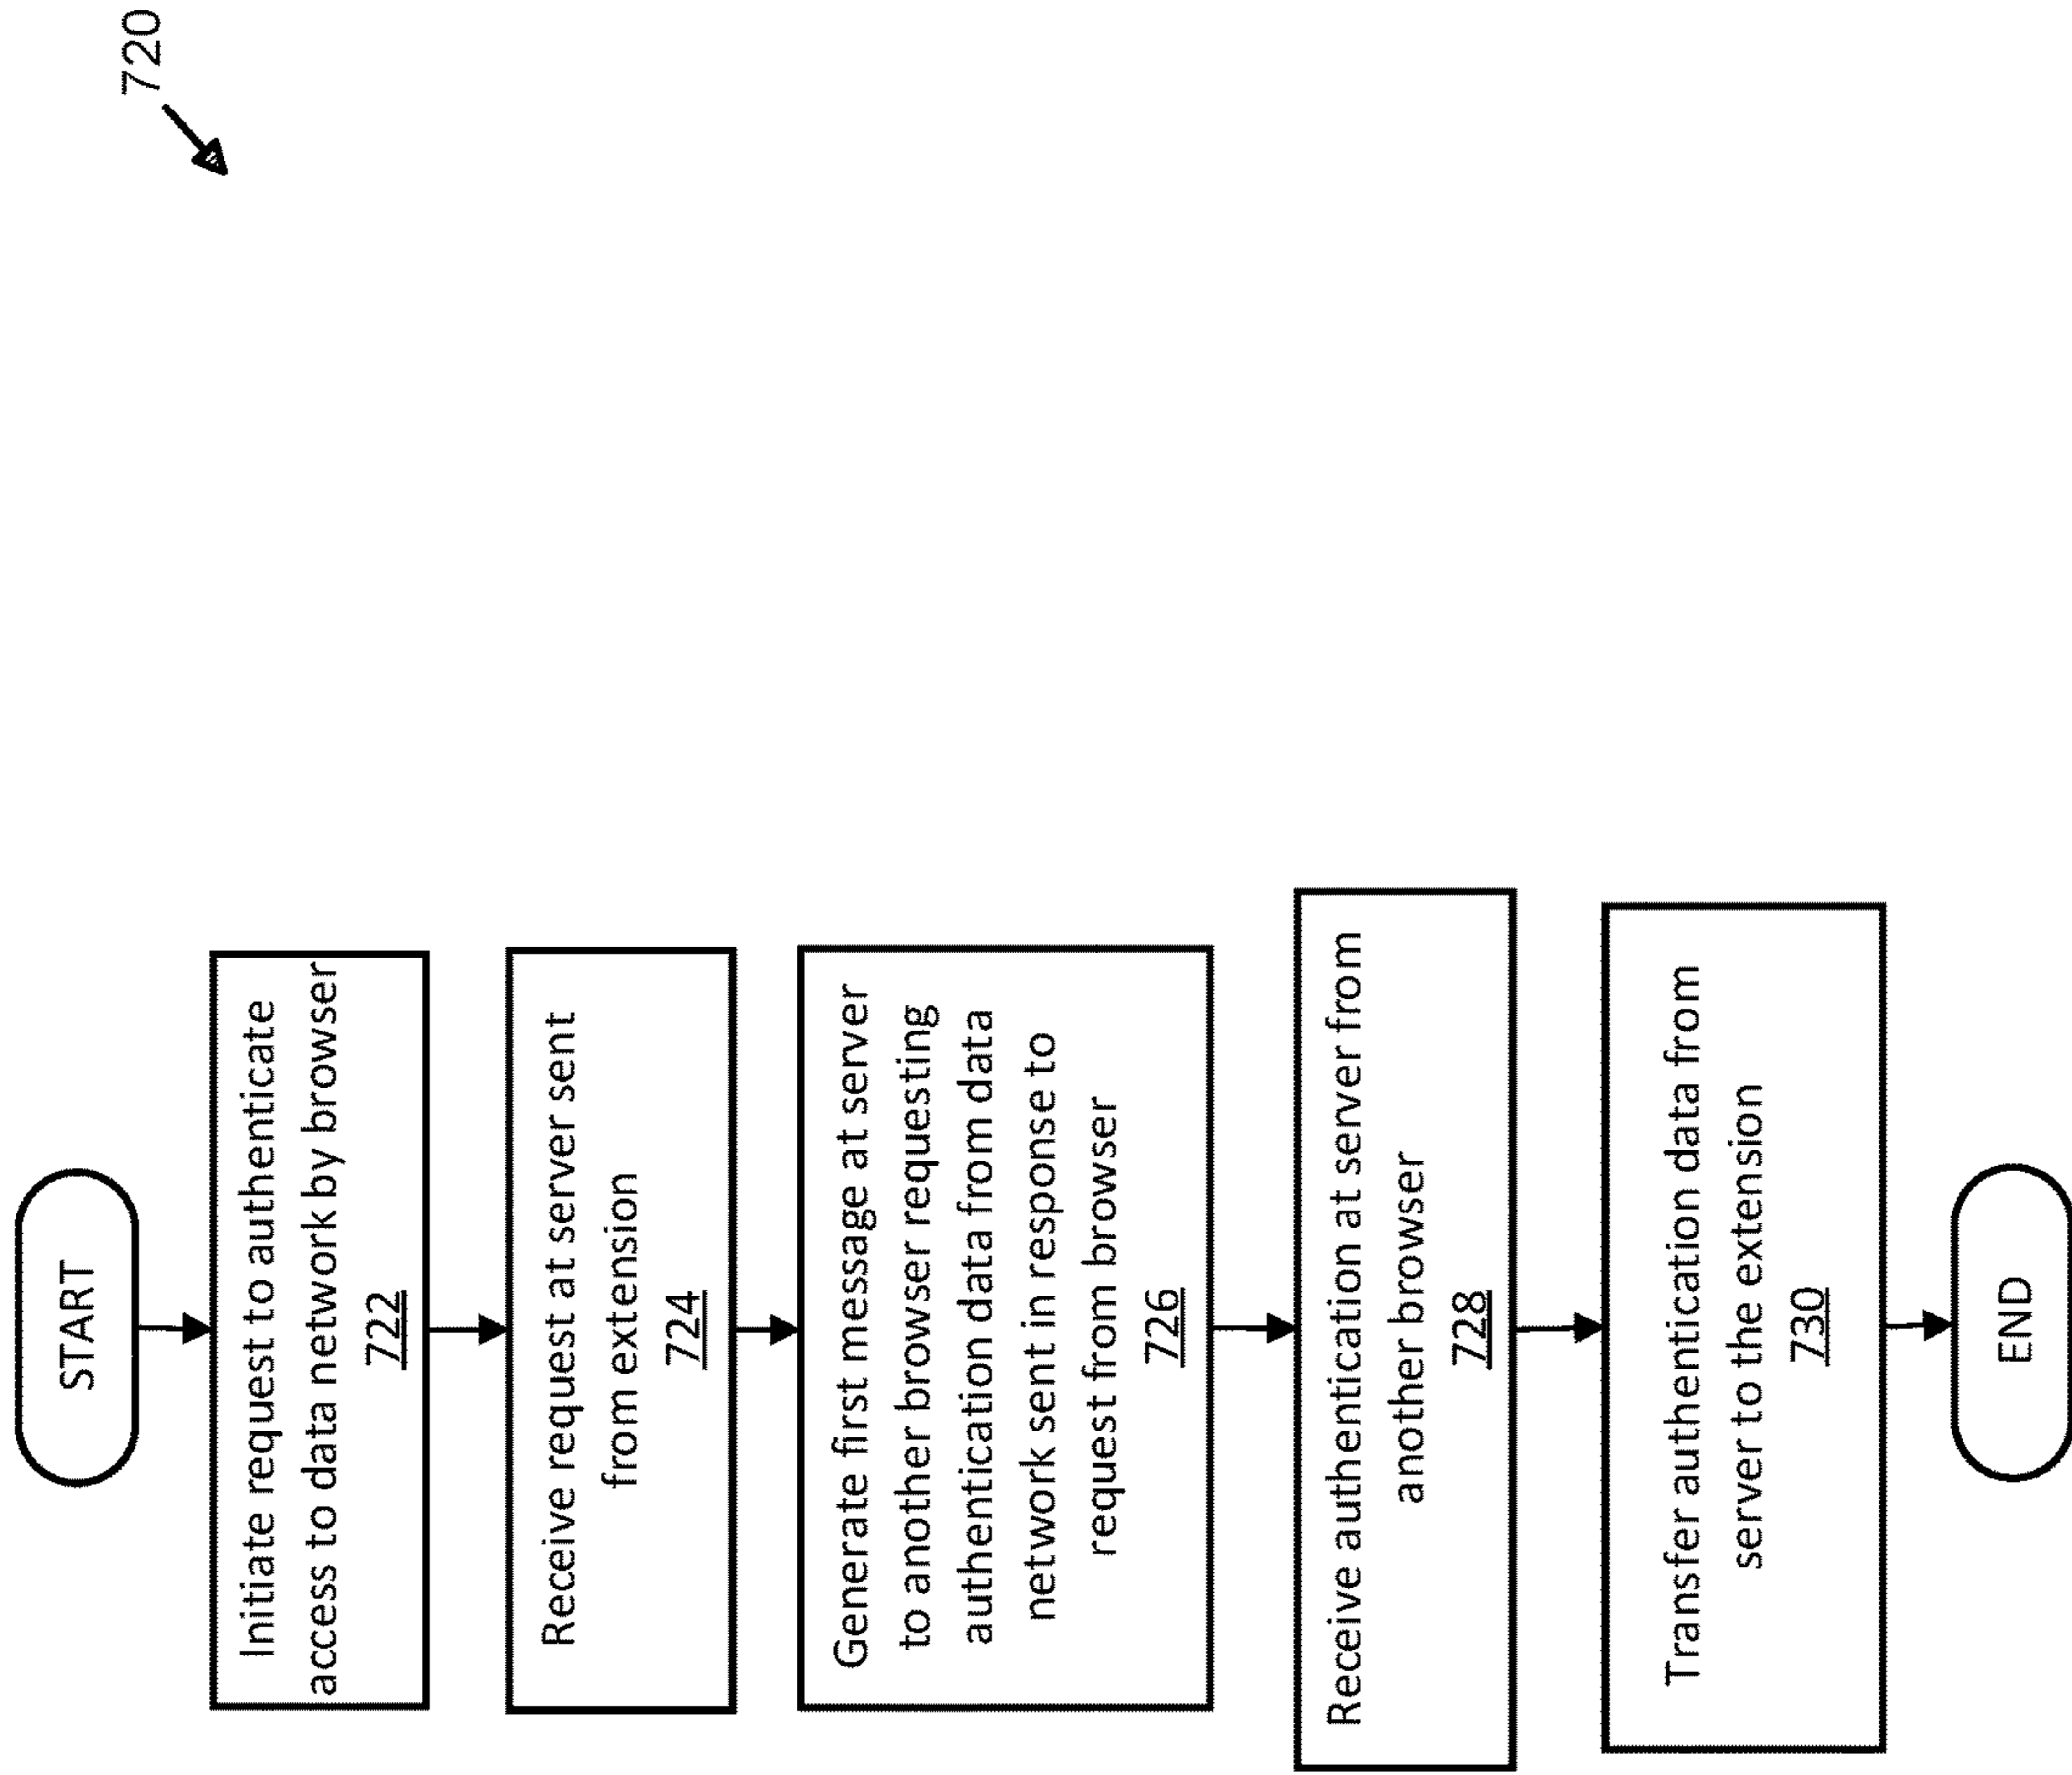 720
START
Initiate request to authenticate
access to data network by browser
722
Receive request at server sent
from extension
724
Generate first message at server
to another browser requesting
authentication data from data
network sent in response to
request from browser
726
Receive authentication at server from
another browser
728
Transfer authentication data from
server to the extension
730
END